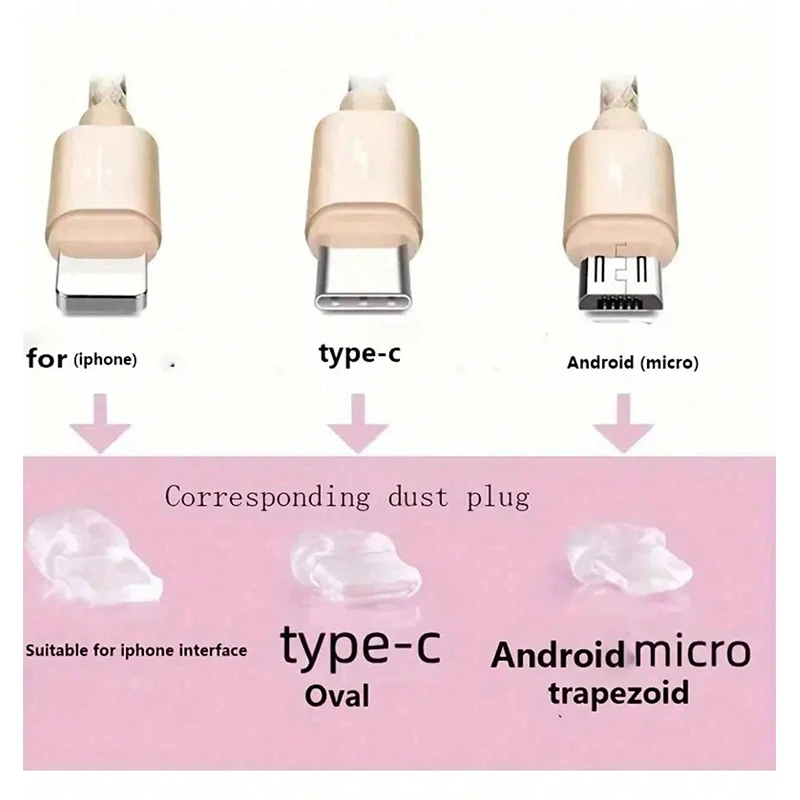 for (iphone)
type-c
Android (micro)
Corresponding dust plug
Suitable for iphone interface
type-c
Oval
Android micro
trapezoid